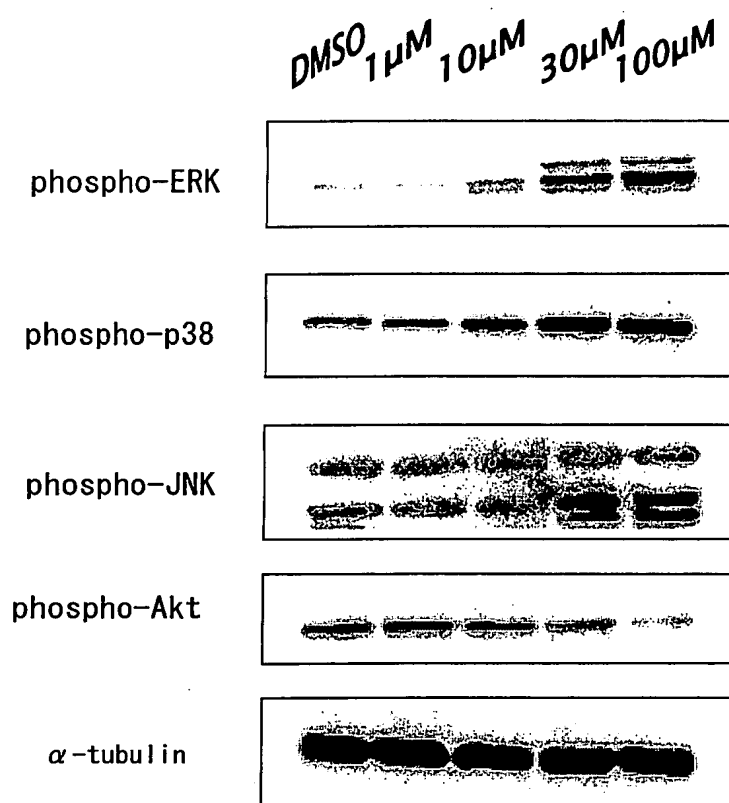 DMSO 1μM 10μM 30μM 100μM
phospho-ERK
phospho-p38
phospho-JNK
phospho-Akt
α-tubulin